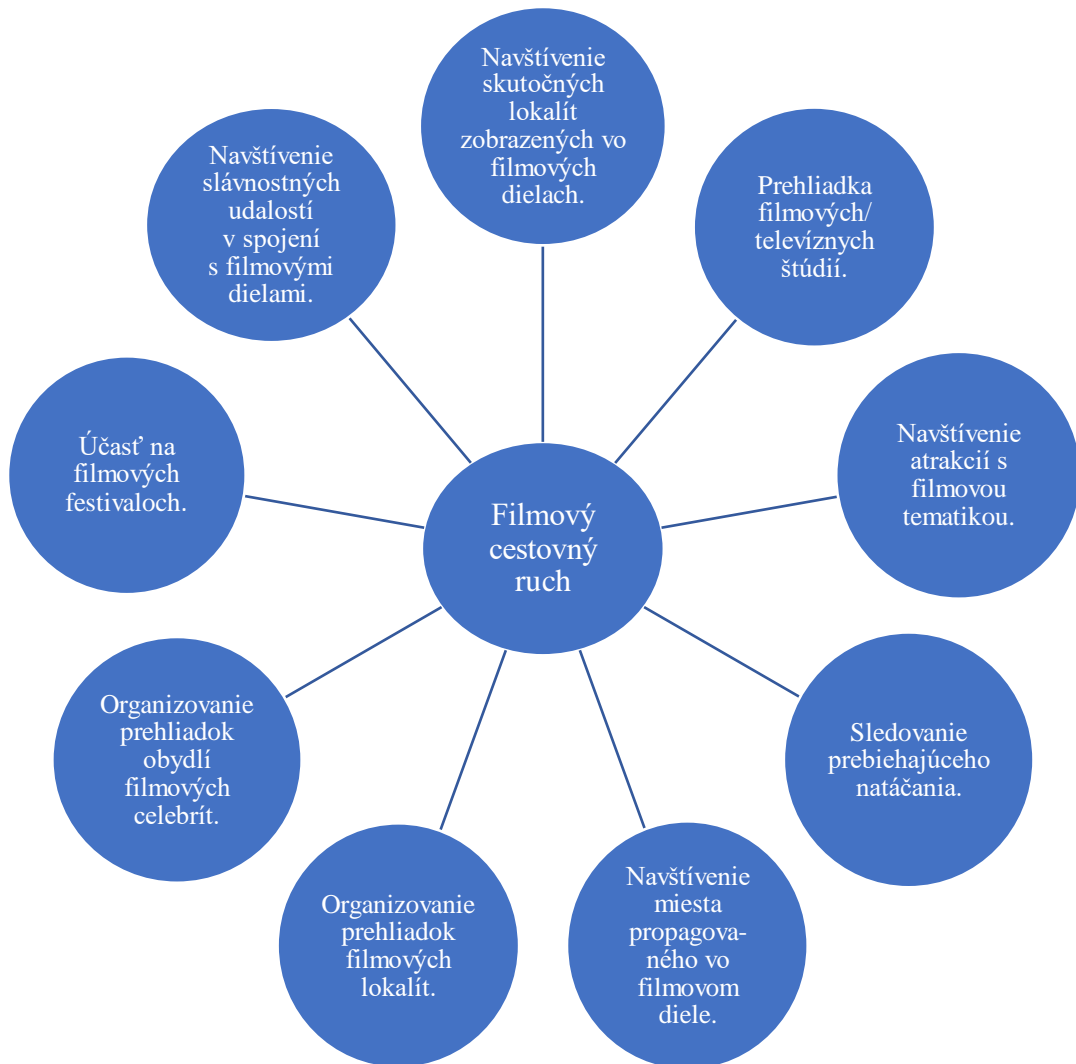 Navštívenie
skutočných
lokalít
zobrazených vo
filmových
dielach.
Prehliadka
filmových/
televíznych
štúdií.
Navštívenie
atrakcií s
filmovou
tematikou.
Sledovanie
prebiehajúceho
natáčania.
Navštívenie
miesta
propagova-
ného vo
filmovom
diele.
Organizovanie
prehliadok
filmových
lokalít.
Organizovanie
prehliadok
obydlí
filmových
celebrít.
Účasť na
filmových
festivaloch.
Navštívenie
slávnostných
udalostí
v spojení
s filmovými
dielami.
Filmový
cestovný
ruch